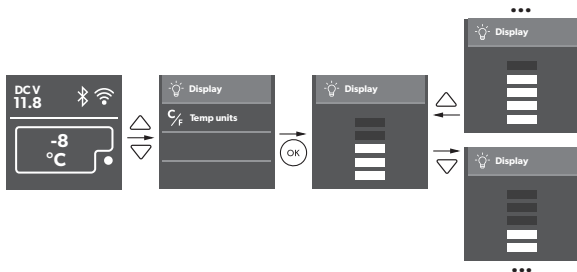 DC V
11.8
-8
°C
Display
C/F Temp units
OK
Display
•••
Display
Display
•••